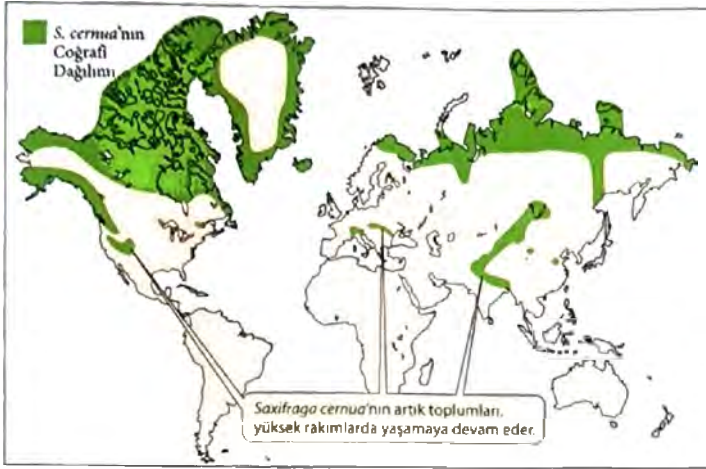 S. cernua'nın
Coğrafi
Dağılımı
Saxifraga cernua'nın artık toplumları,
yüksek rakımlarda yaşamaya devam eder.